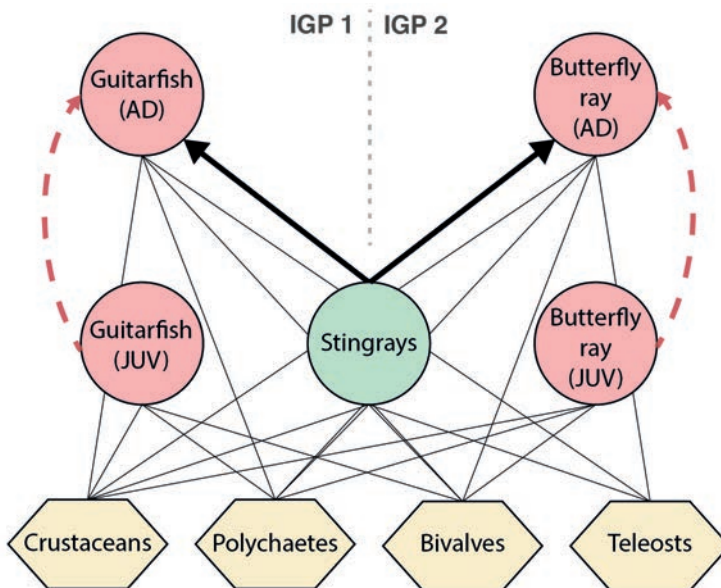 IGP 1
IGP 2
Guitarfish
(AD)
Butterfly
ray
(AD)
Guitarfish
(JUV)
Stingrays
Butterfly
ray
(JUV)
Crustaceans
Polychaetes
Bivalves
Teleosts